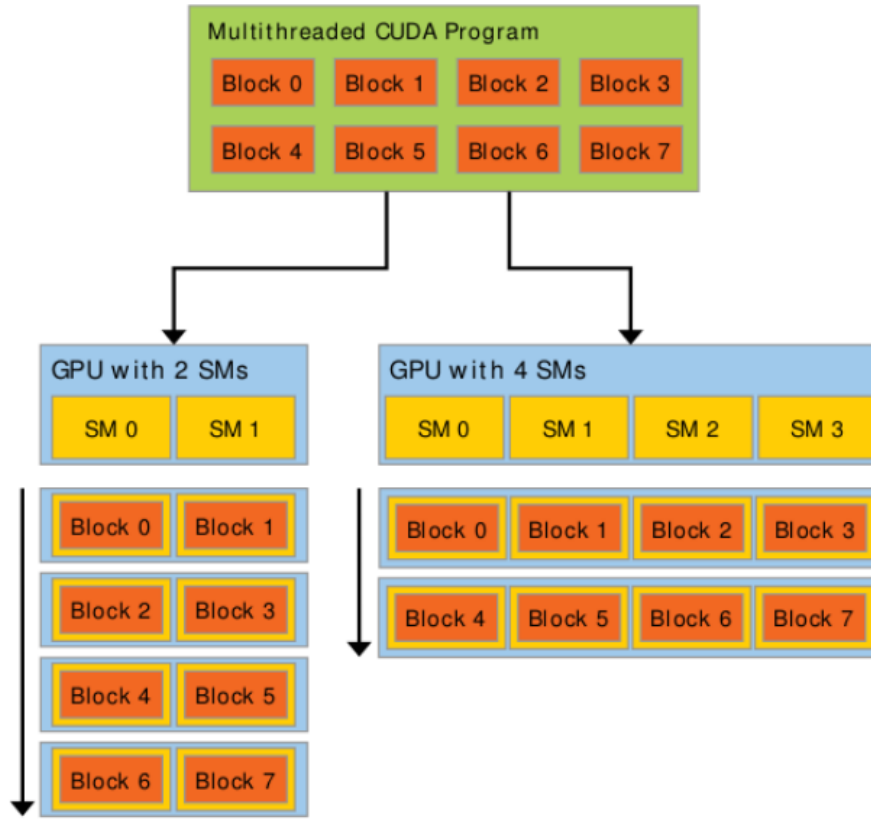 Multithreaded CUDA Program
Block 0 Block 1 Block 2 Block 3
Block 4 Block 5 Block 6 Block 7
GPU with 2 SMs
SM 0 SM 1
Block 0 Block 1
Block 2 Block 3
Block 4 Block 5
Block 6 Block 7
GPU with 4 SMs
SM 0 SM 1 SM 2 SM 3
Block 0 Block 1 Block 2 Block 3
Block 4 Block 5 Block 6 Block 7